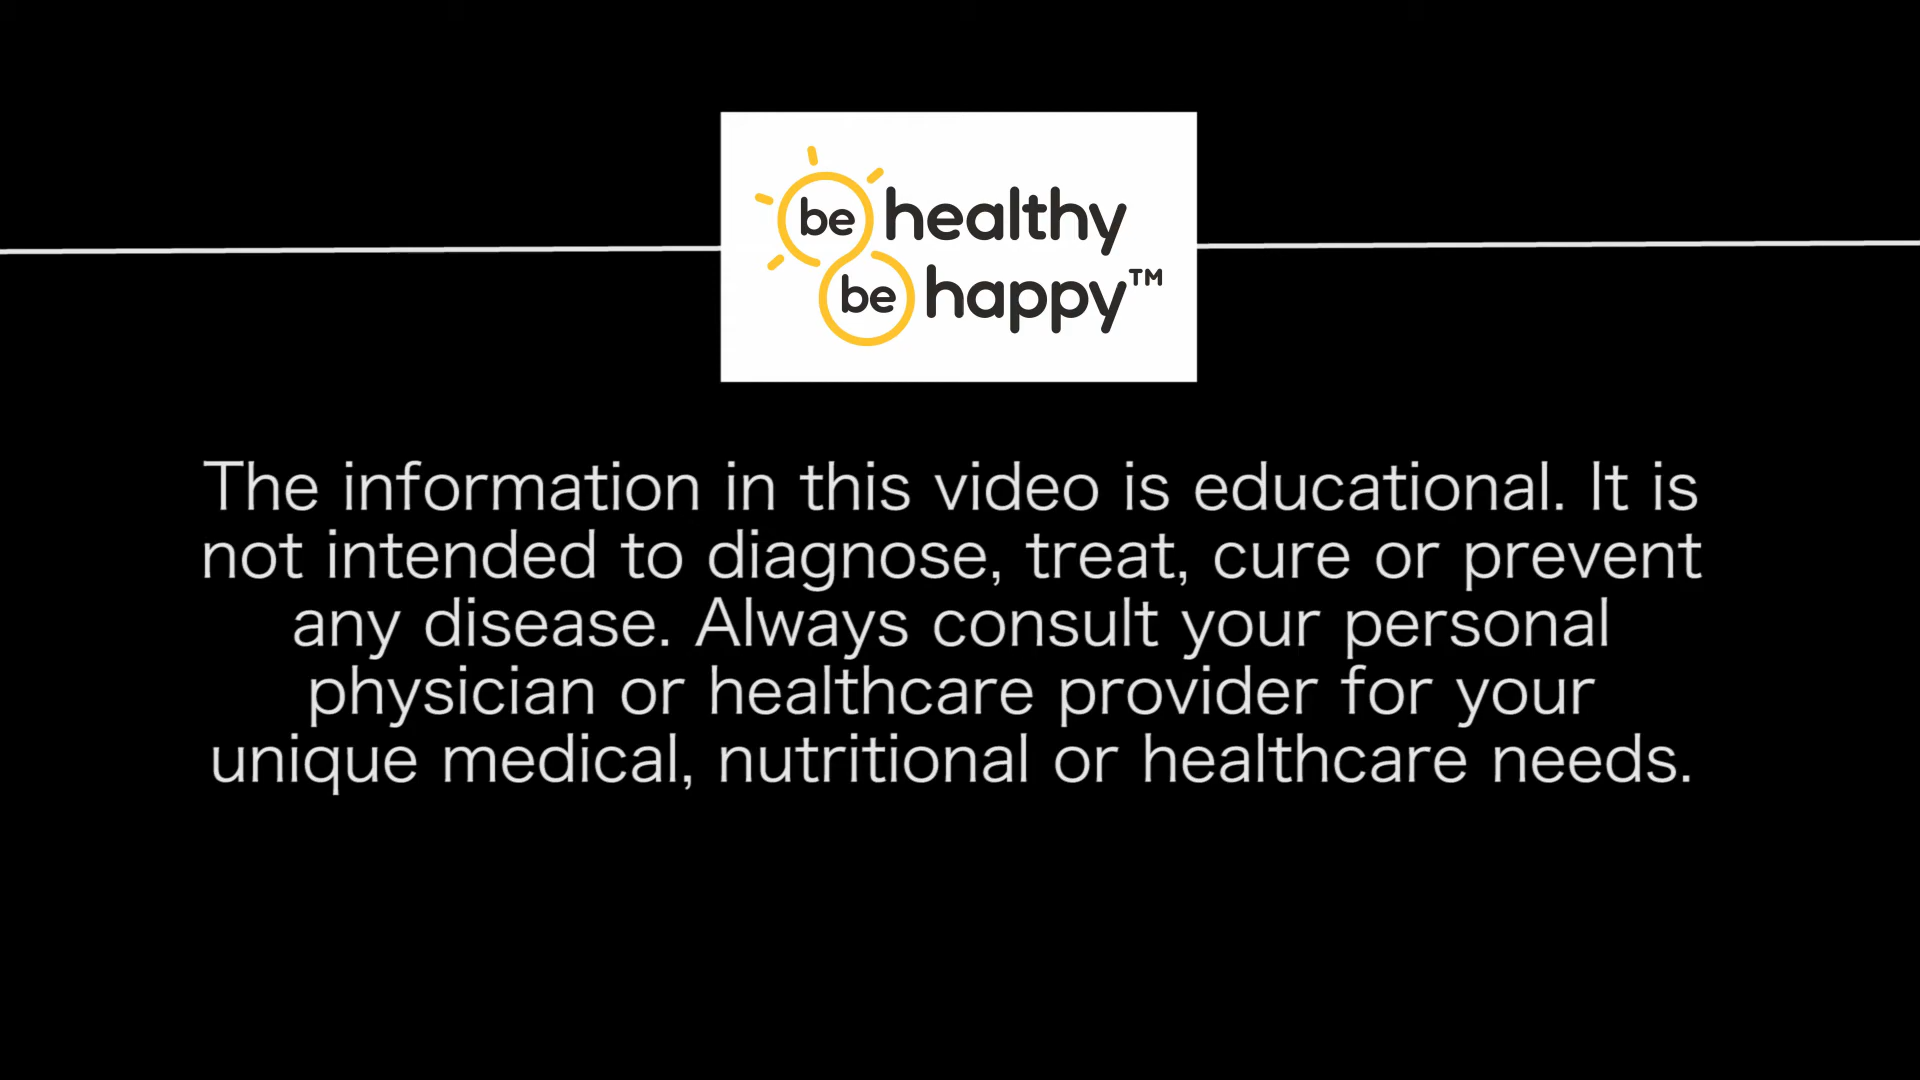 be healthy
be happy™
The information in this video is educational. It is
not intended to diagnose, treat, cure or prevent
any disease. Always consult your personal
physician or healthcare provider for your
unique medical, nutritional or healthcare needs.